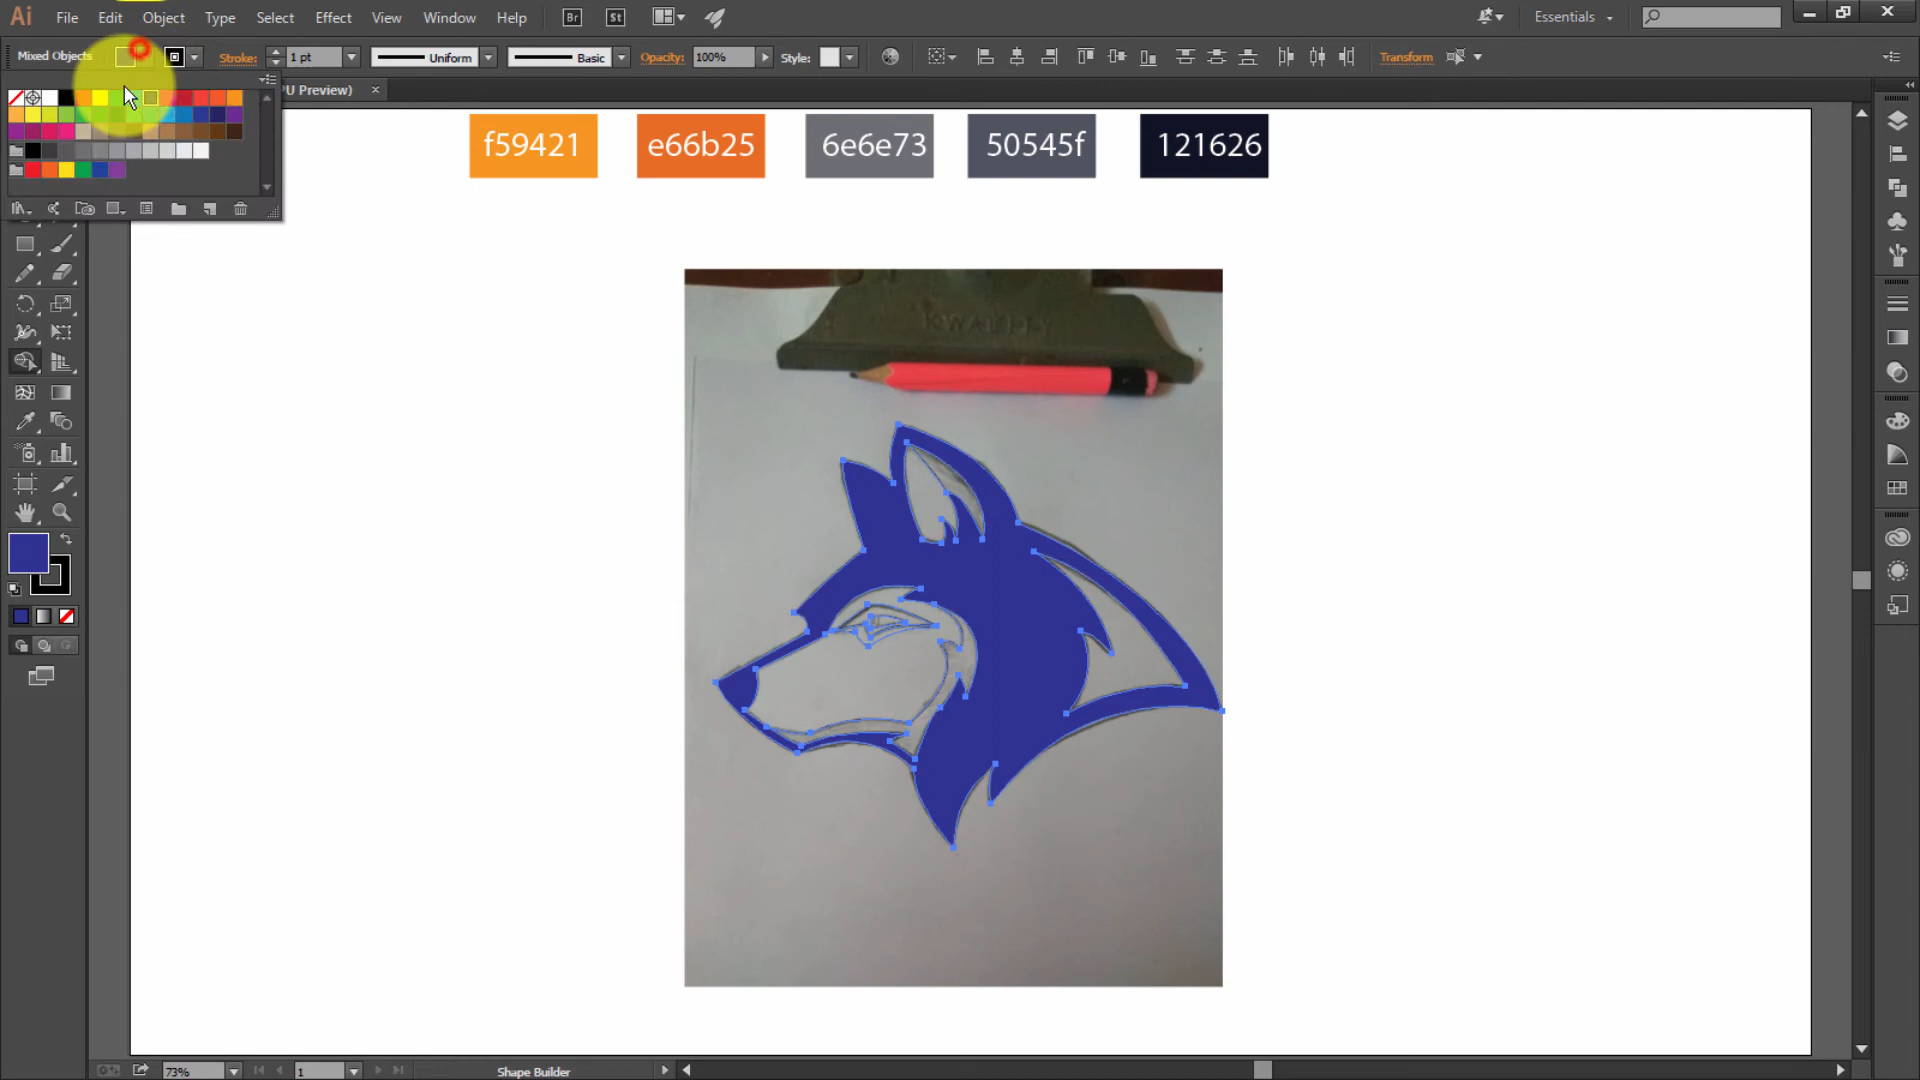 Ai File Edit Object Type Select Effect View Window Help Br St Essentials
Mixed Objects Stroke: 1 pt Uniform Basic Opacity: 100% Style: Transform
PU Preview) ×
f59421 e66b25 6e6e73 50545f 121626
73% 1 Shape Builder